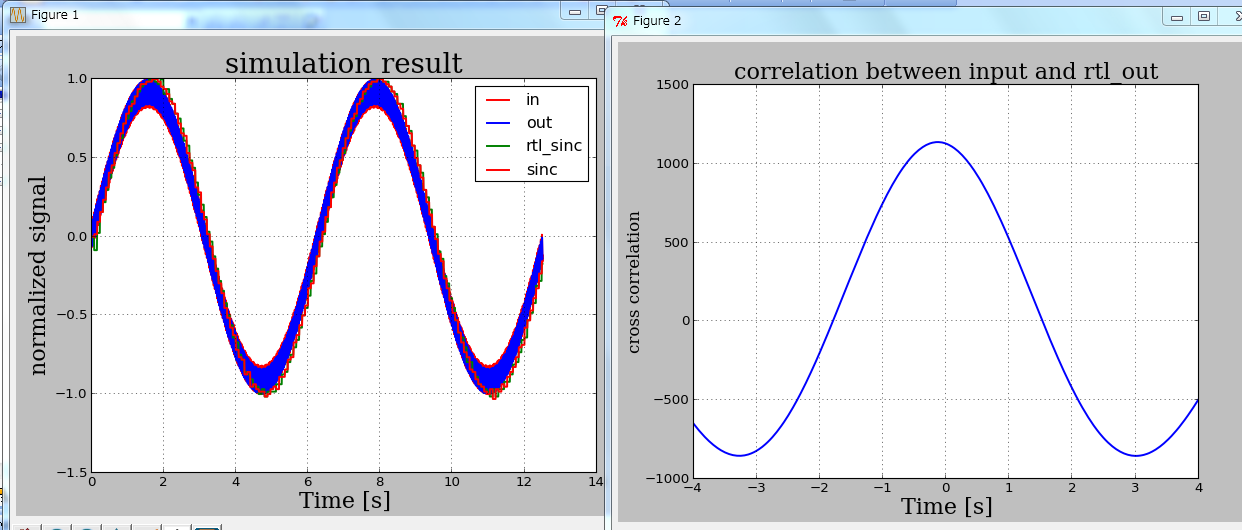 Figure 1
simulation result
normalized signal
1.0
0.5
0.0
−0.5
−1.0
−1.5
in
out
rtl_sinc
sinc
0 2 4 6 8 10 12 14
Time [s]
Figure 2
correlation between input and rtl_out
cross correlation
1500
1000
500
0
−500
−1000
−4 −3 −2 −1 0 1 2 3 4
Time [s]